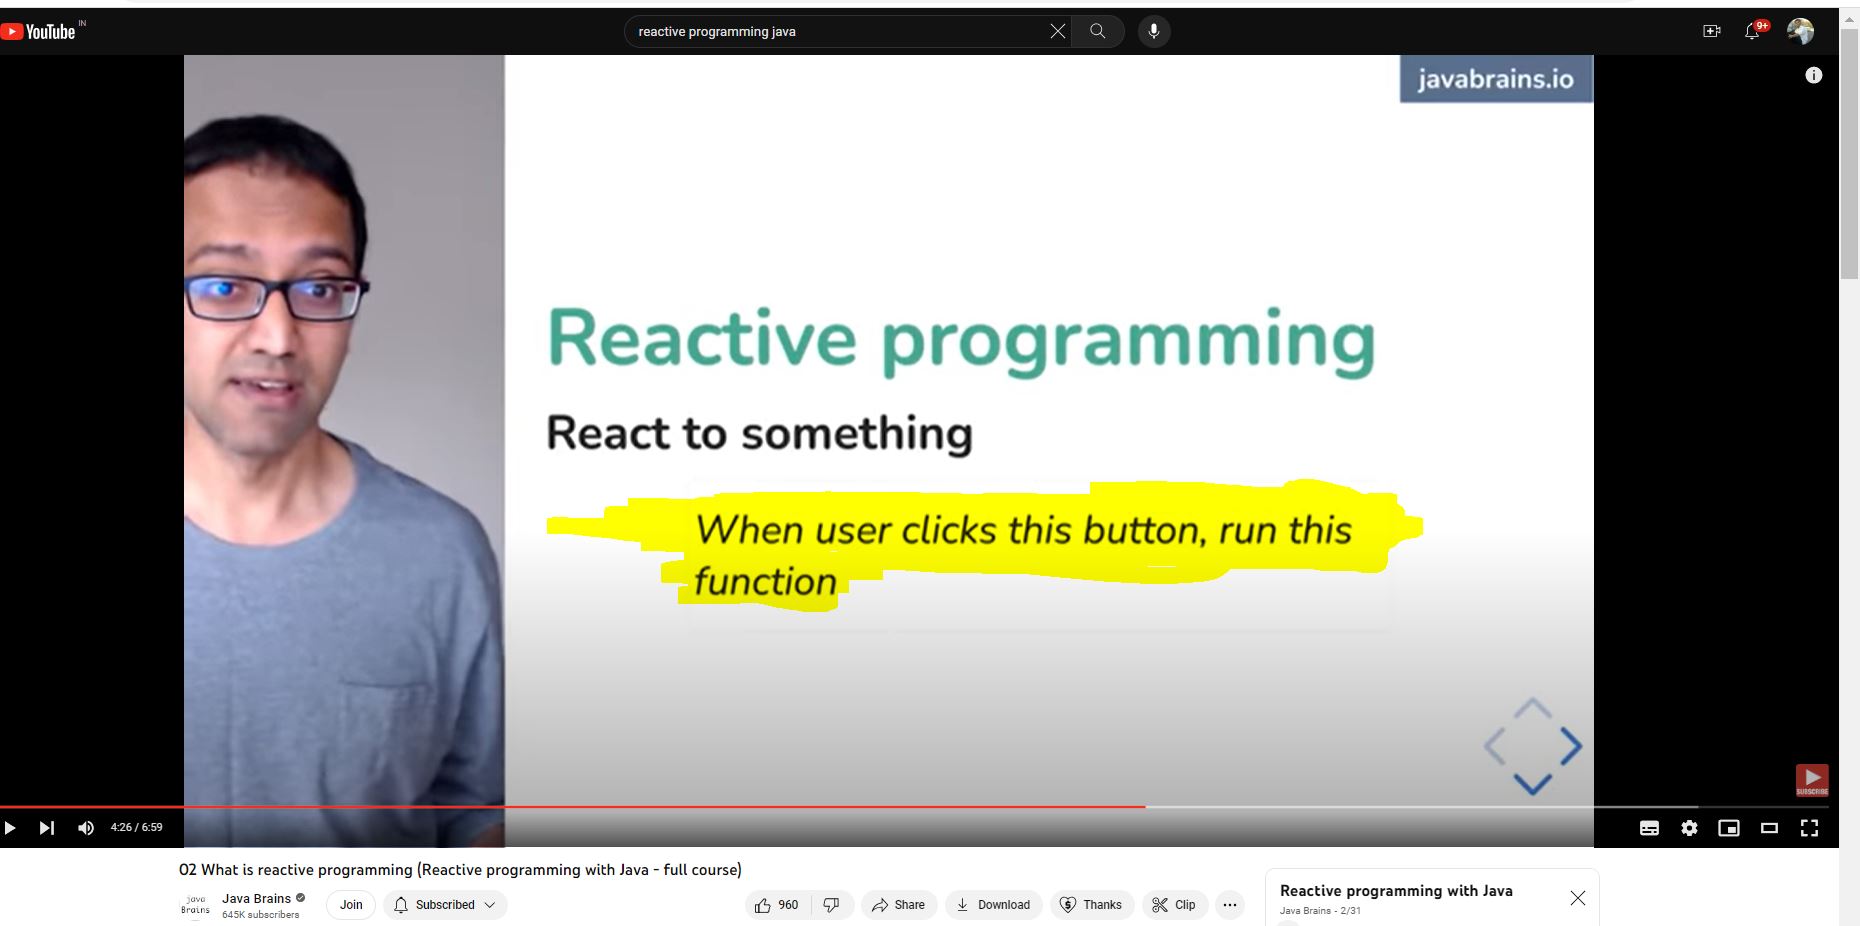 YouTube IN
reactive programming java
9+
javabrains.io
Reactive programming
React to something
When user clicks this button, run this
function
SUBSCRIBE
4:26 / 6:59
02 What is reactive programming (Reactive programming with Java - full course)
java
Brains
Java Brains
645K subscribers
Join
Subscribed
960
Share
Download
Thanks
Clip
Reactive programming with Java
Java Brains - 2/31